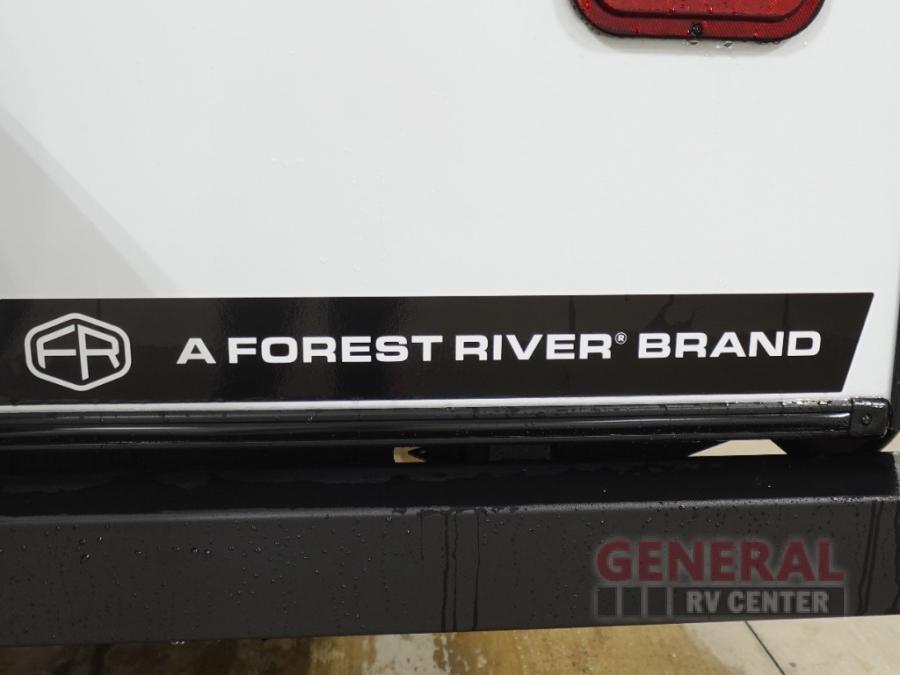 FR A FOREST RIVER® BRAND
GENERAL
RV CENTER